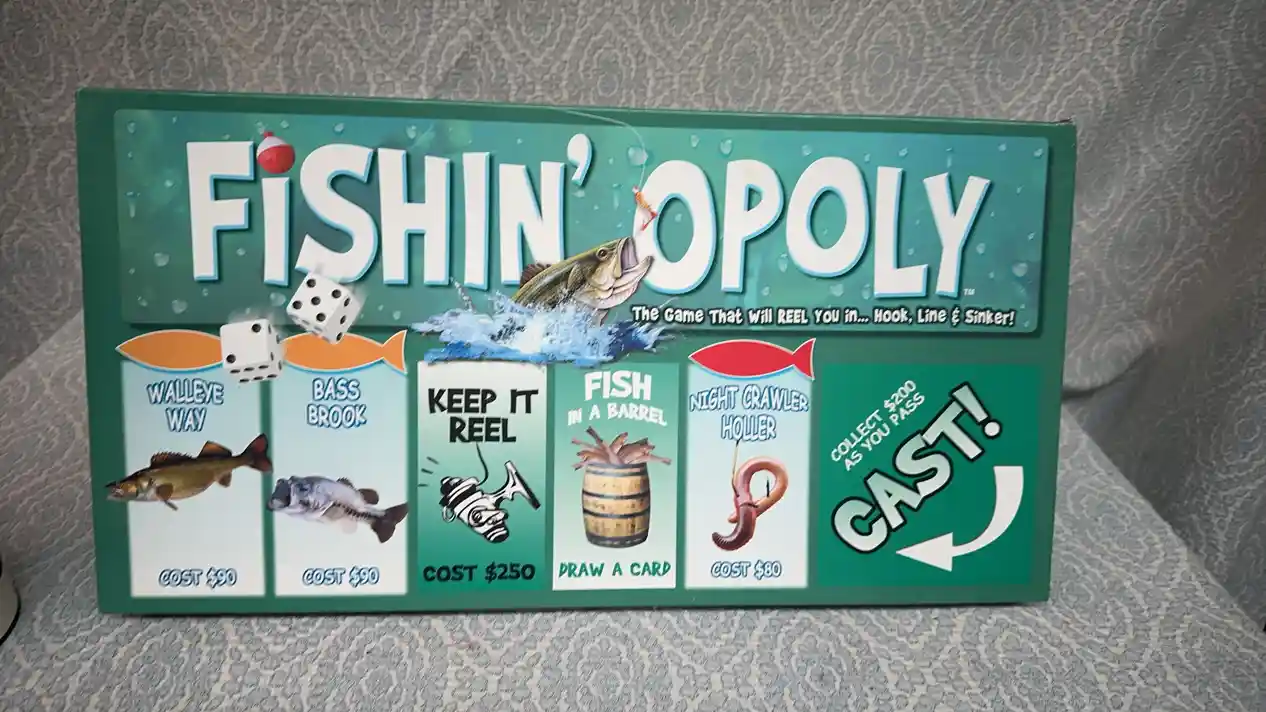 FiSHIN' OPOLY™
The Game That Will REEL You in... Hook, Line & Sinker!
WALLEYE
WAY
COST $90
BASS
BROOK
COST $90
KEEP IT
REEL
COST $250
FISH
IN A BARREL
DRAW A CARD
NIGHT CRAWLER
HOLLER
COST $80
COLLECT $200
AS YOU PASS
CAST!